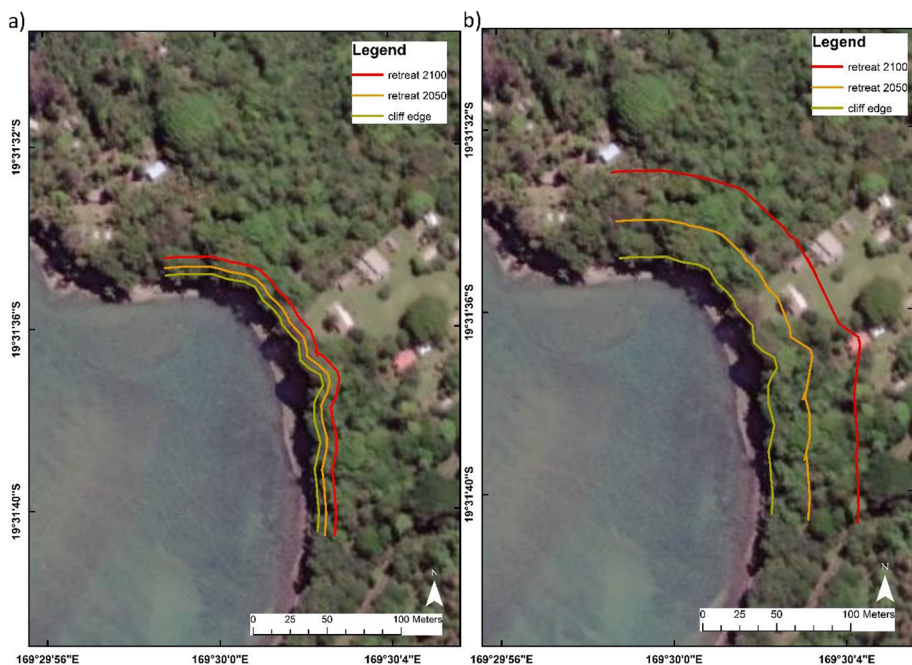 a)
Legend
retreat 2100
retreat 2050
cliff edge
19°31'32"S
19°31'36"S
19°31'40"S
N
0 25 50 100 Meters
169°29'56"E
169°30'0"E
169°30'4"E
b)
Legend
retreat 2100
retreat 2050
cliff edge
19°31'32"S
19°31'36"S
19°31'40"S
N
0 25 50 100 Meters
169°29'56"E
169°30'0"E
169°30'4"E